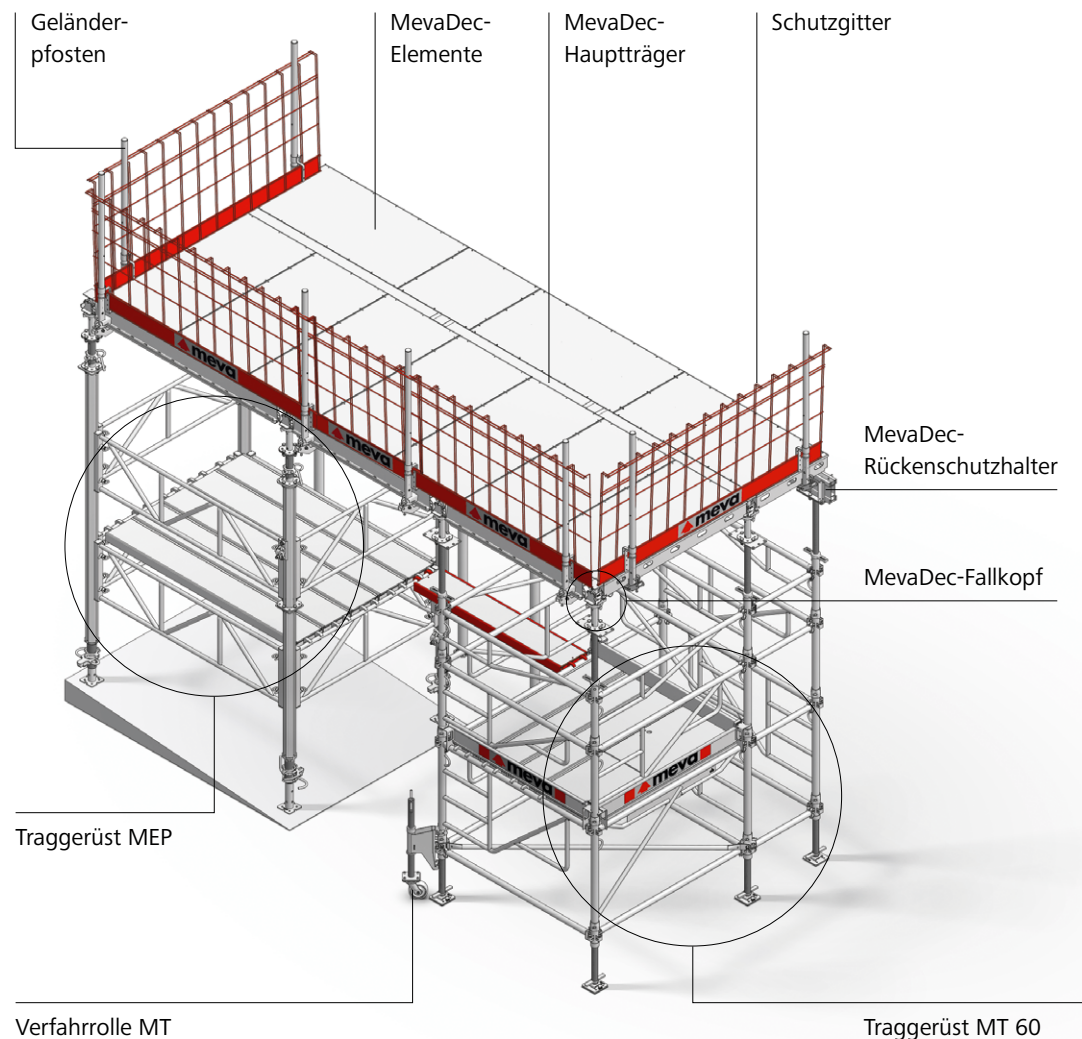 Geländer-
pfosten
MevaDec-
Elemente
MevaDec-
Hauptträger
Schutzgitter
meva
meva
meva
meva
MevaDec-
Rückenschutzhalter
MevaDec-Fallkopf
meva
meva
Traggerüst MEP
Verfahrrolle MT
Traggerüst MT 60